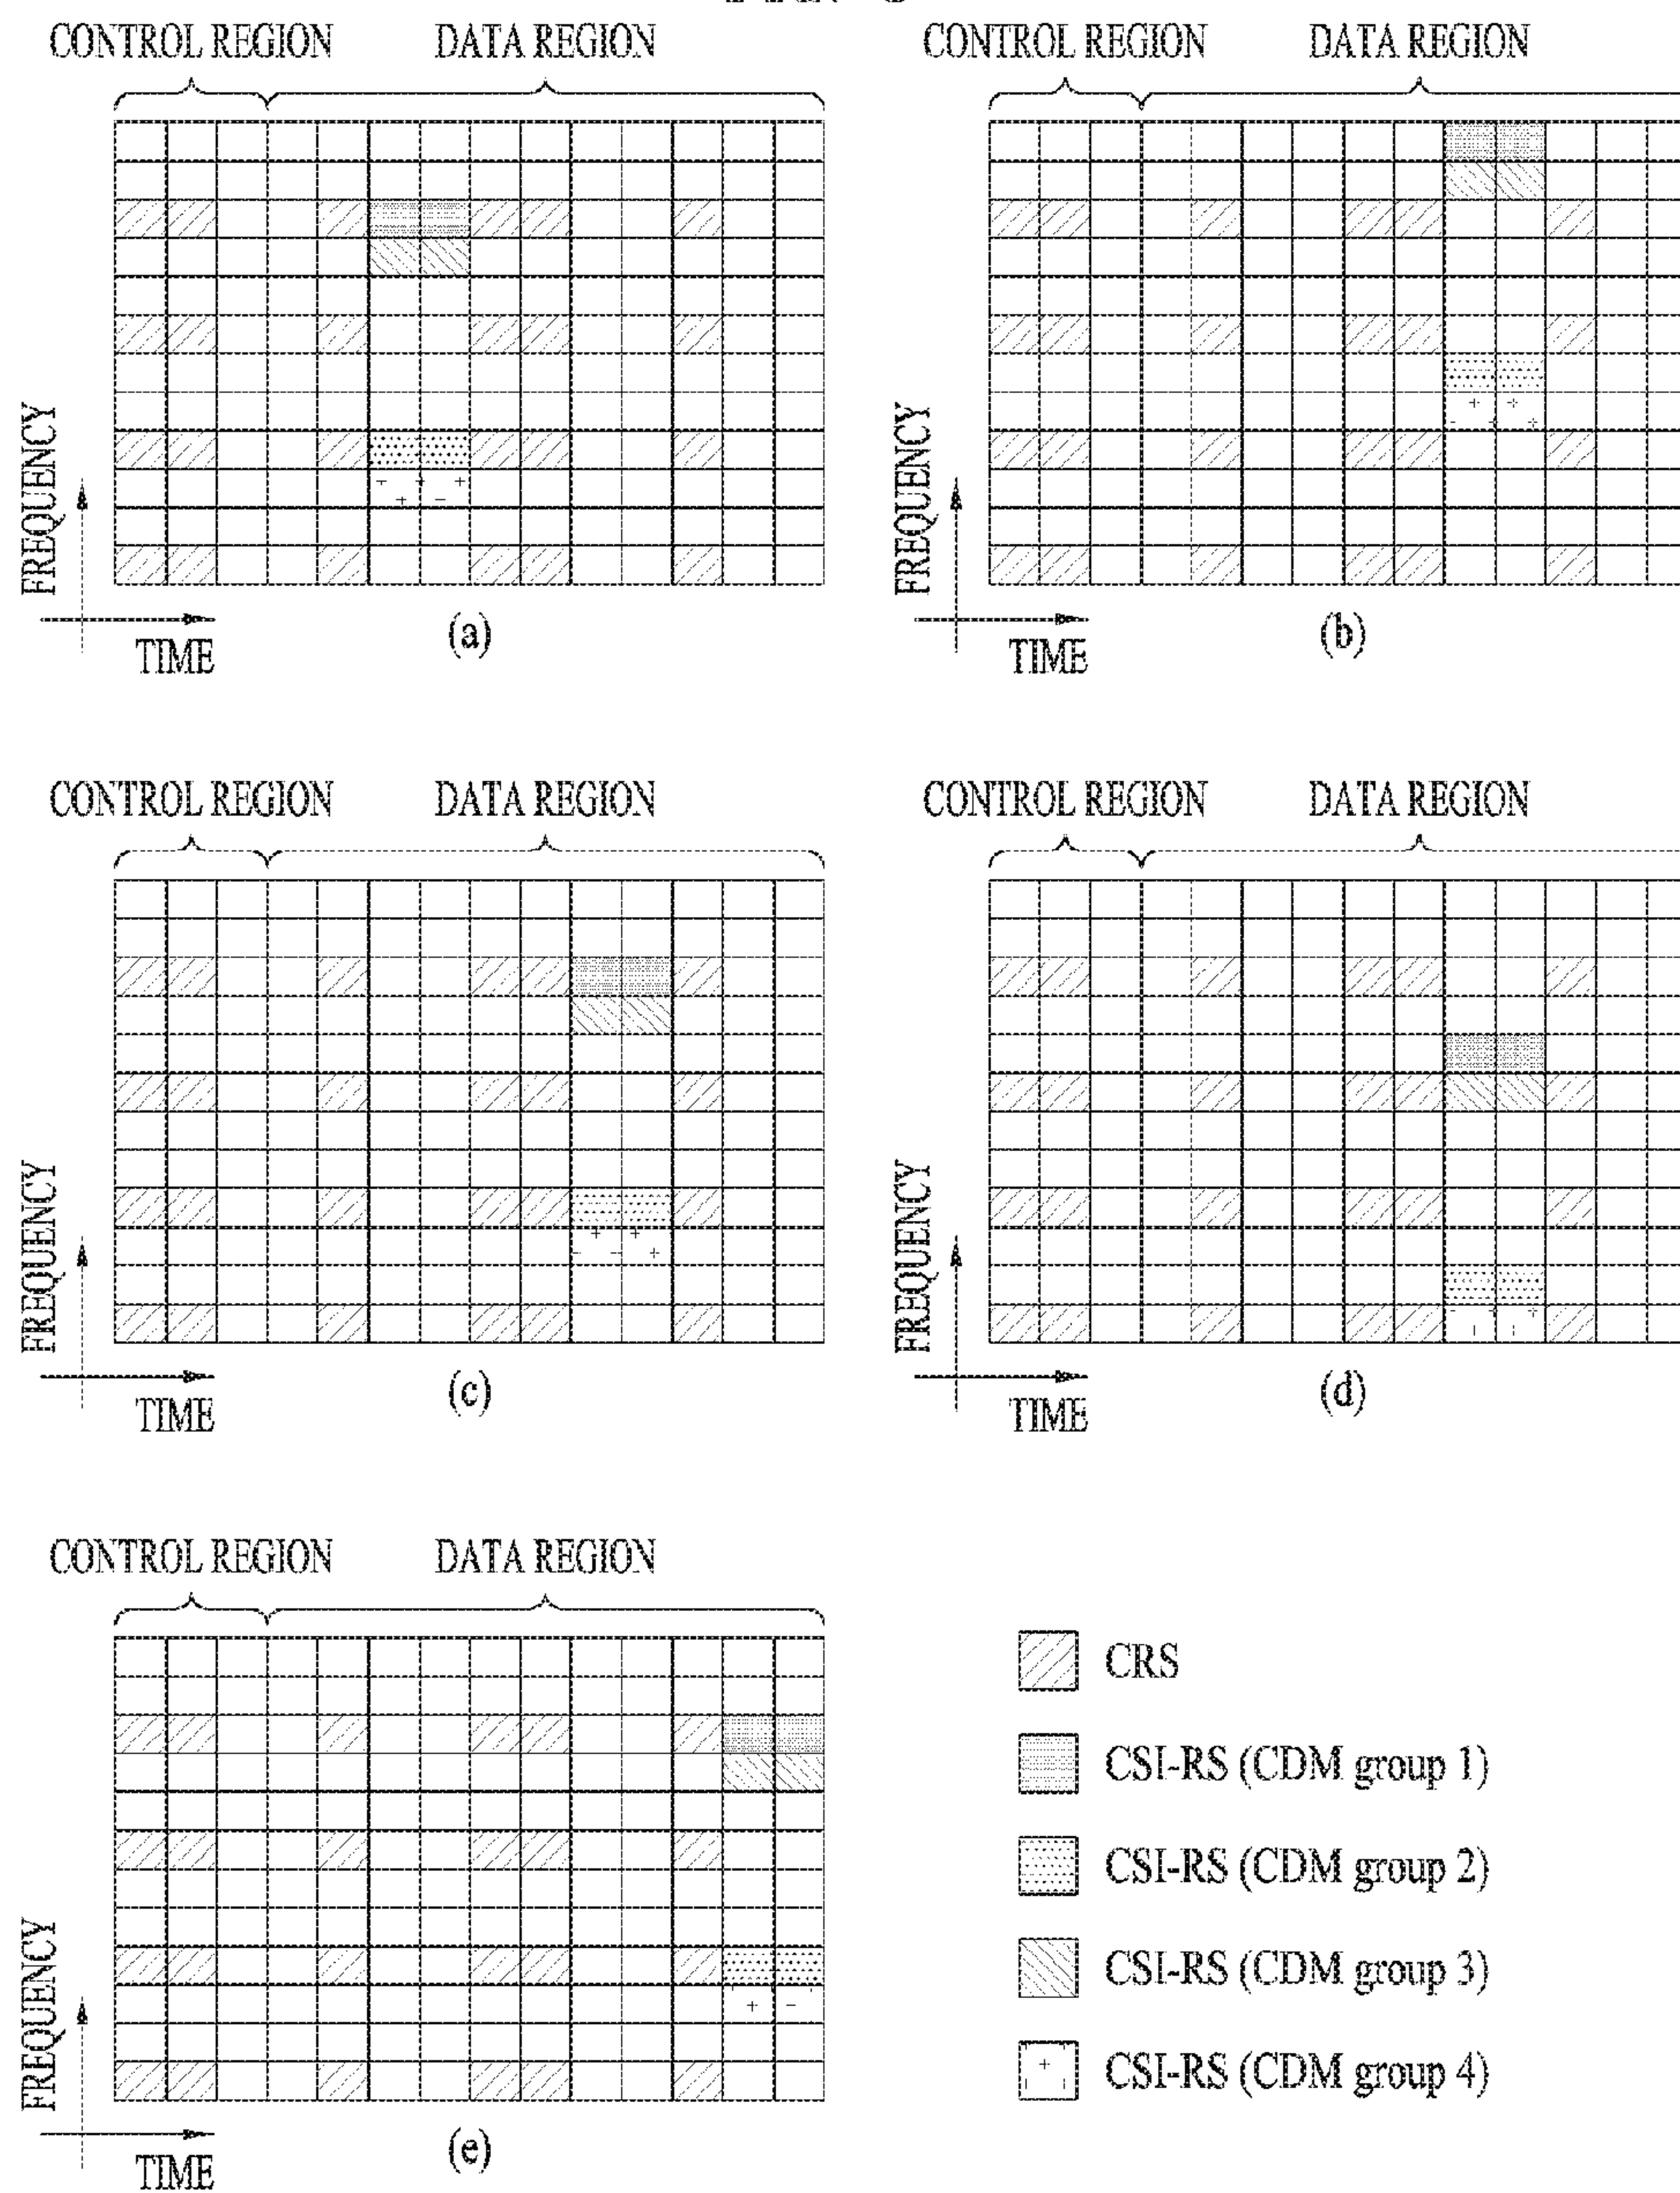 CONTROL REGION DATA REGION
FREQUENCY
TIME
(a)
CONTROL REGION DATA REGION
FREQUENCY
TIME
(b)
CONTROL REGION DATA REGION
FREQUENCY
TIME
(c)
CONTROL REGION DATA REGION
FREQUENCY
TIME
(d)
CONTROL REGION DATA REGION
FREQUENCY
TIME
(e)
CRS
CSI-RS (CDM group 1)
CSI-RS (CDM group 2)
CSI-RS (CDM group 3)
CSI-RS (CDM group 4)